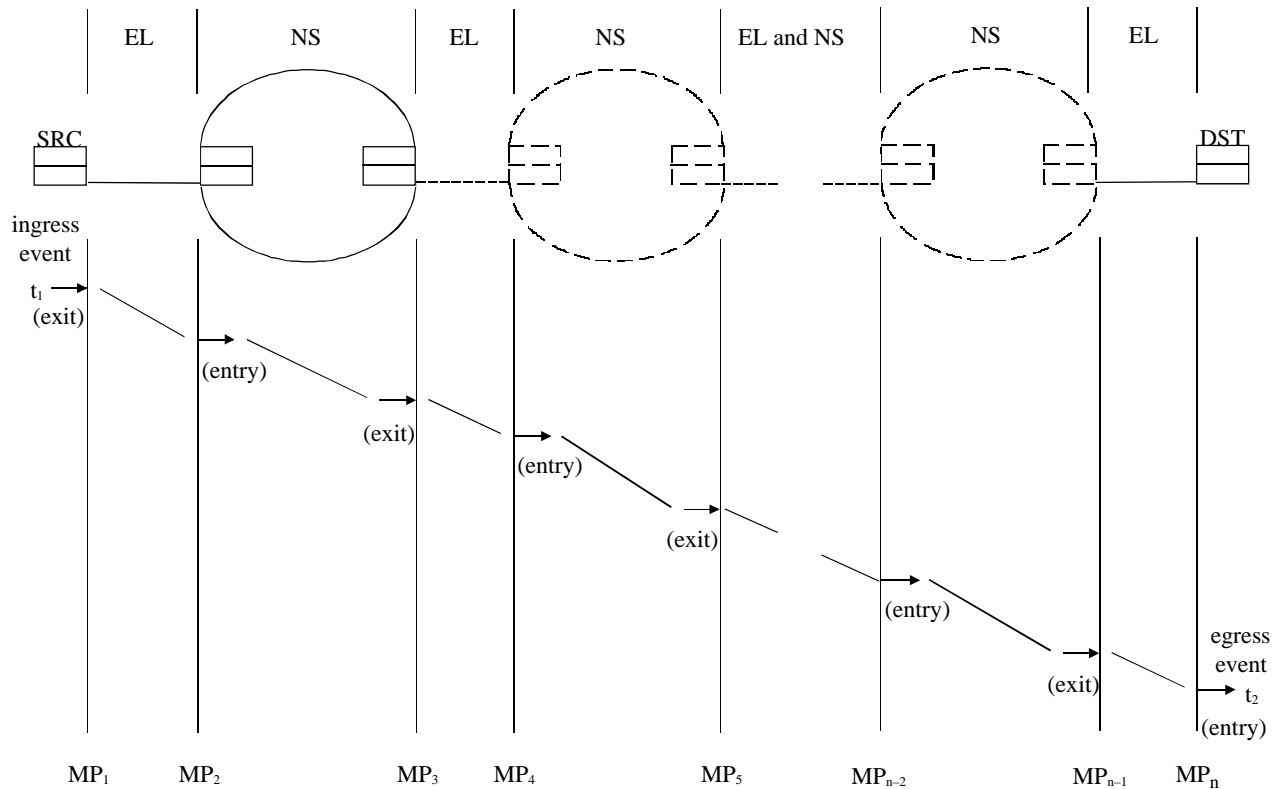 EL NS EL NS EL and NS NS EL
SRC DST
ingress
event
t₁
(exit)
(entry)
(exit)
(entry)
(exit)
(entry)
(exit)
egress
event
t₂
(entry)
MP₁ MP₂ MP₃ MP₄ MP₅ MPₙ₋₂ MPₙ₋₁ MPₙ